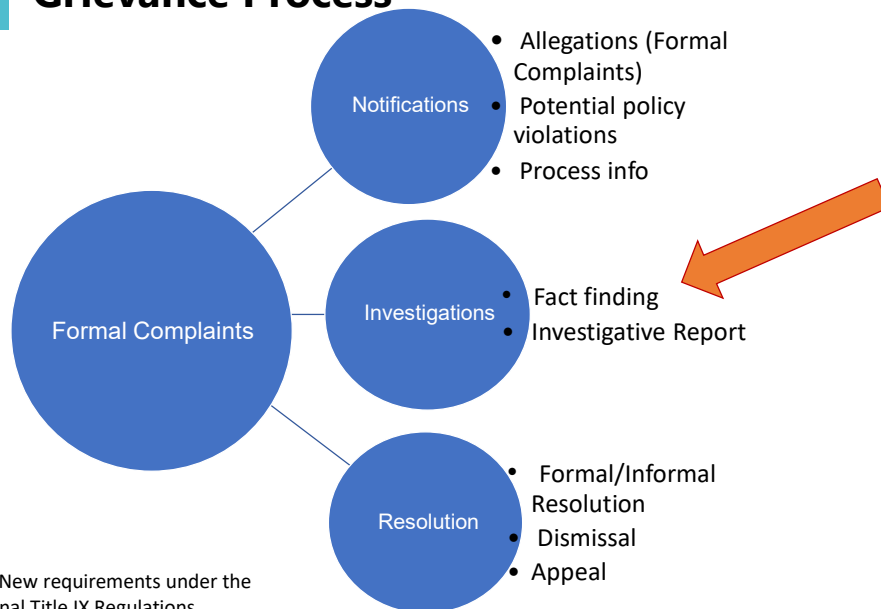 Grievance Process
Notifications
• Allegations (Formal
Complaints)
• Potential policy
violations
• Process info
Formal Complaints
Investigations
• Fact finding
• Investigative Report
Resolution
• Formal/Informal
Resolution
• Dismissal
• Appeal
New requirements under the
nal Title IX Regulations